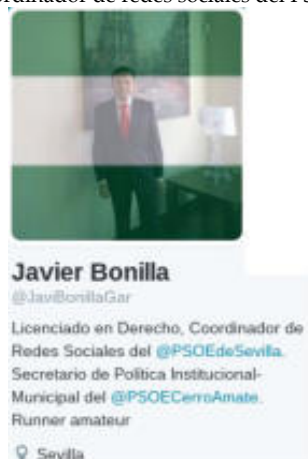 ordinador de redes sociales del PS
Javier Bonilla
@JaviBonillaGar
Licenciado en Derecho, Coordinador de
Redes Sociales del @PSOEdeSevilla.
Secretario de Política Institucional-
Municipal del @PSOECerroAmate.
Runner amateur
Sevilla